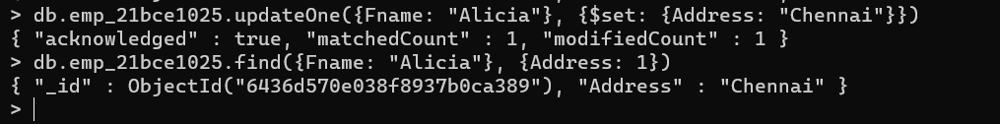 > db.emp_21bce1025.updateOne({Fname: "Alicia"}, {$set: {Address: "Chennai"}})
{ "acknowledged" : true, "matchedCount" : 1, "modifiedCount" : 1 }
> db.emp_21bce1025.find({Fname: "Alicia"}, {Address: 1})
{ "_id" : ObjectId("6436d570e038f8937b0ca389"), "Address" : "Chennai" }
>